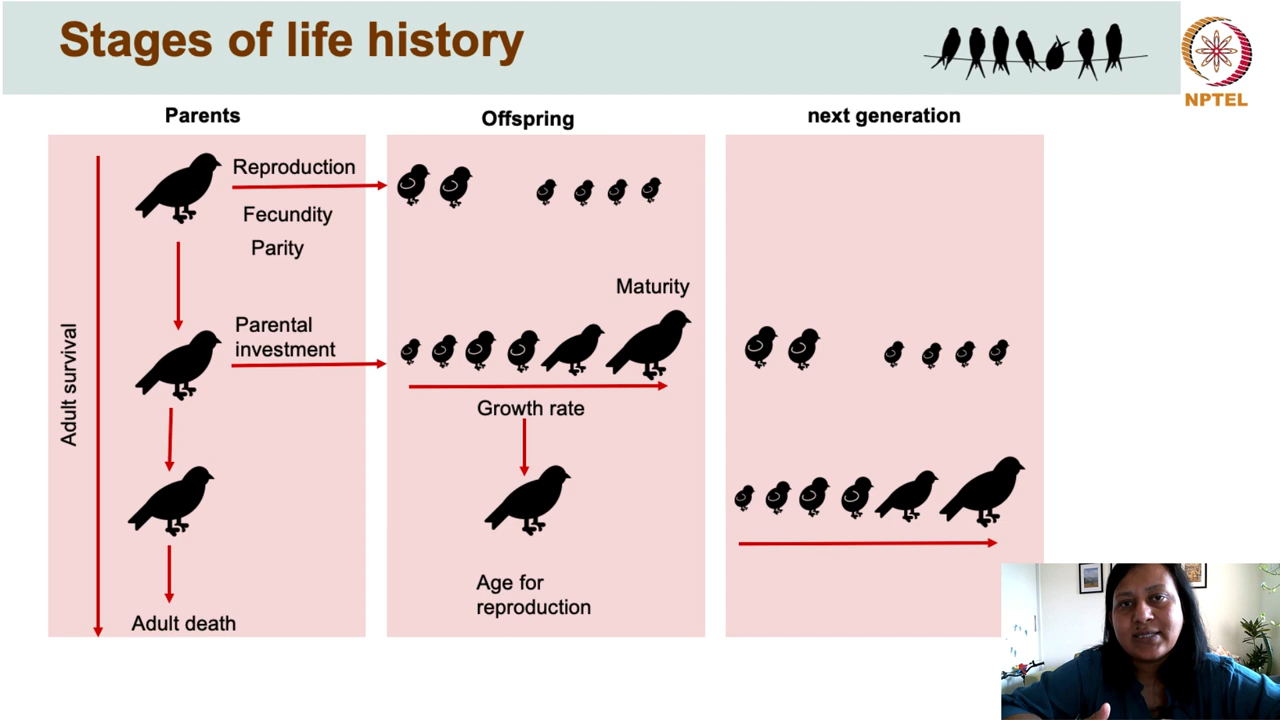 Stages of life history
NPTEL
Parents
Offspring
next generation
Reproduction
Fecundity
Parity
Maturity
Parental
investment
Adult survival
Growth rate
Age for
reproduction
Adult death